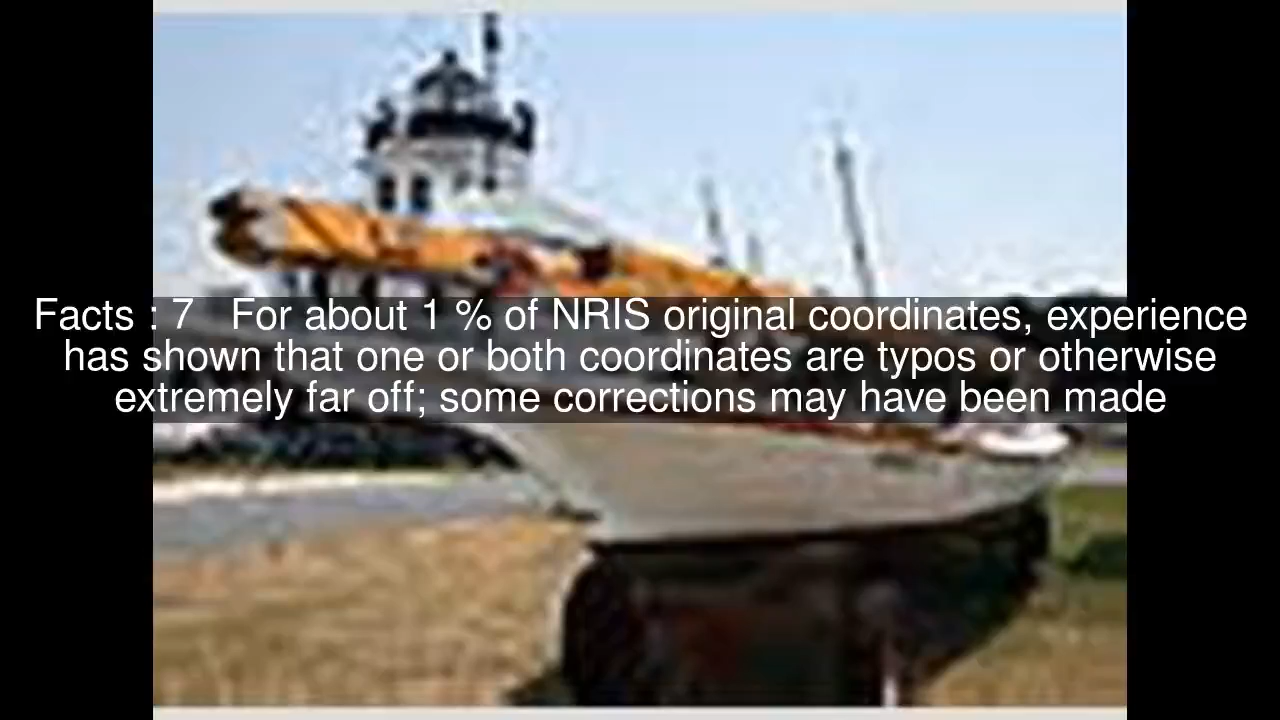 Facts : 7 For about 1 % of NRIS original coordinates, experience
has shown that one or both coordinates are typos or otherwise
extremely far off; some corrections may have been made